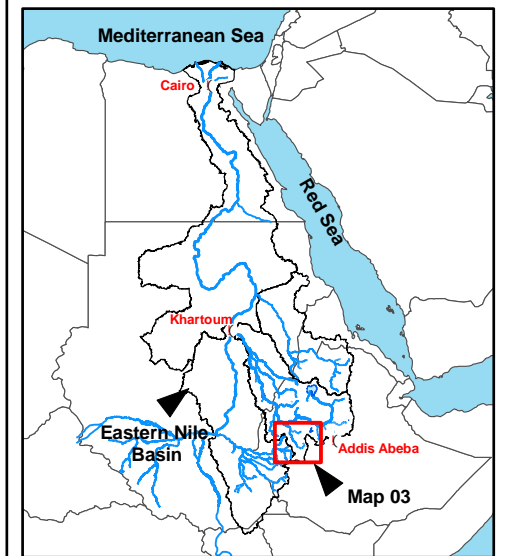 Mediterranean Sea
Cairo
Red Sea
Khartoum
Eastern Nile
Basin
Addis Abeba
Map 03